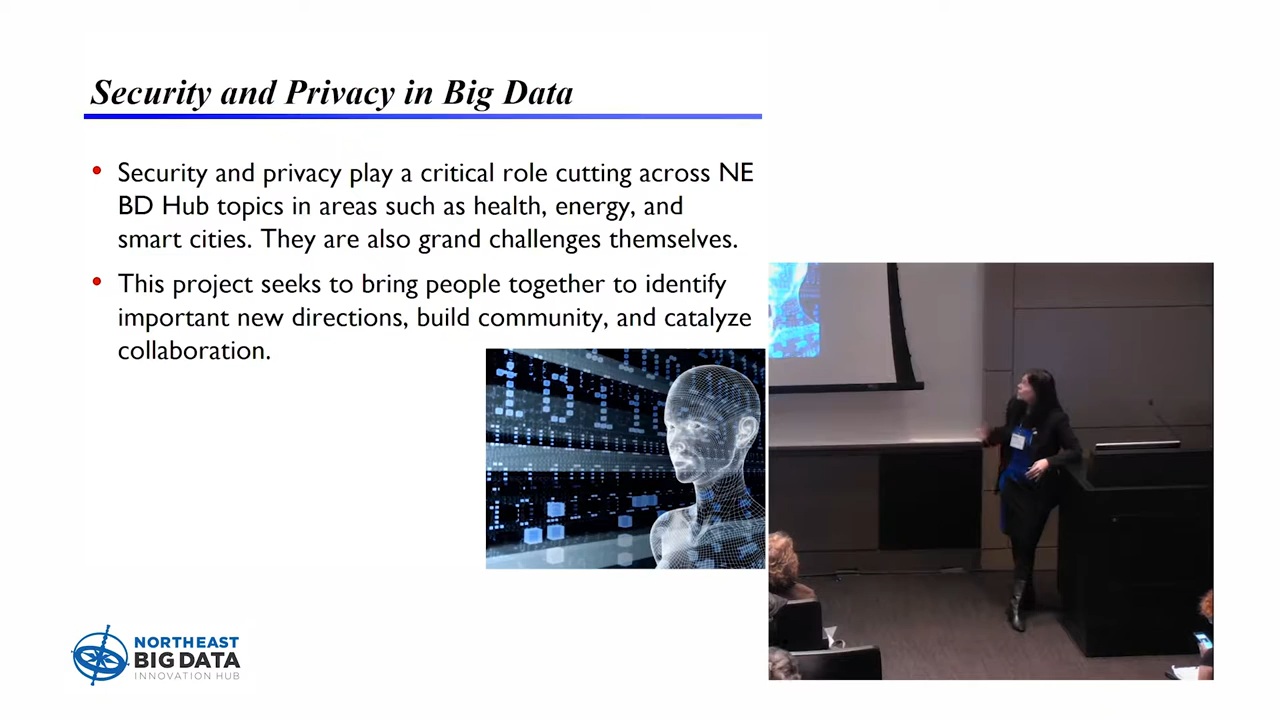 Security and Privacy in Big Data
• Security and privacy play a critical role cutting across NE
BD Hub topics in areas such as health, energy, and
smart cities. They are also grand challenges themselves.
• This project seeks to bring people together to identify
important new directions, build community, and catalyze
collaboration.
NORTHEAST
BIG DATA
INNOVATION HUB